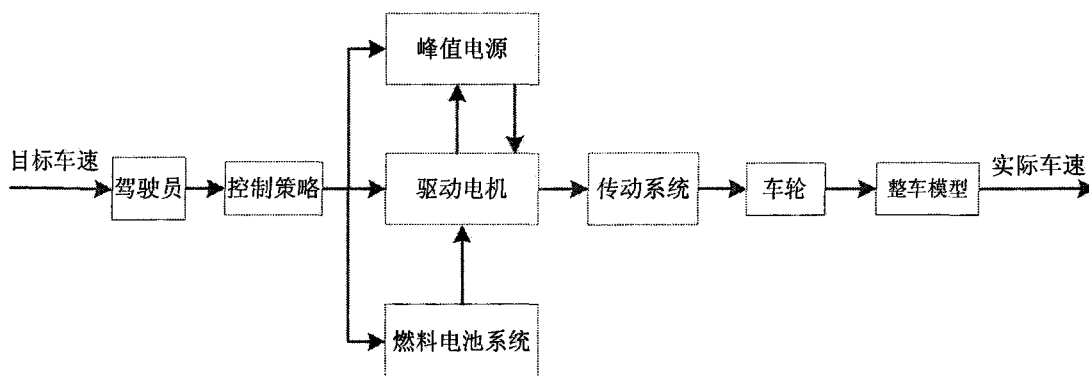 峰值电源
目标车速
驾驶员
控制策略
驱动电机
传动系统
车轮
整车模型
实际车速
燃料电池系统